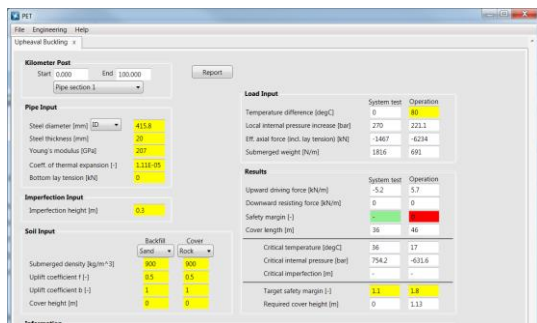 PET
File Engineering Help
Upheaval Buckling x
Kilometer Post
Start 0.000 End 100.000
Pipe section 1
Report
Pipe Input
Steel diameter [mm] ID 415.8
Steel thickness [mm] 20
Young's modulus [GPa] 207
Coeff. of thermal expansion [-] 1.11E-05
Bottom lay tension [kN] 0
Imperfection Input
Imperfection height [m] 0.3
Soil Input
Backfill Cover
Sand Rock
Submerged density [kg/m^3] 900 900
Uplift coefficient f [-] 0.5 0.5
Uplift coefficient b [-] 1 1
Cover height [m] 0 0
Information
Load Input
System test Operation
Temperature difference [degC] 0 80
Local internal pressure increase [bar] 270 221.1
Eff. axial force (incl. lay tension) [kN] -1467 -6234
Submerged weight [N/m] 1816 691
Results
System test Operation
Upward driving force [kN/m] -5.2 5.7
Downward resisting force [kN/m] 0 0
Safety margin [-] - 0
Cover length [m] 36 46
Critical temperature [degC] 36 17
Critical internal pressure [bar] 754.2 -631.6
Critical imperfection [m] - -
Target safety margin [-] 1.1 1.8
Required cover height [m] 0 1.13